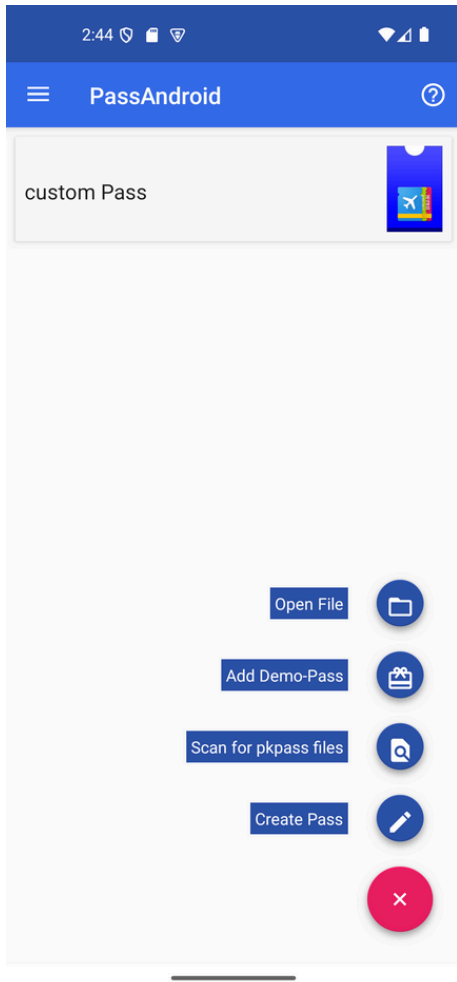 2:44
PassAndroid
custom Pass
Open File
Add Demo-Pass
Scan for pkpass files
Create Pass